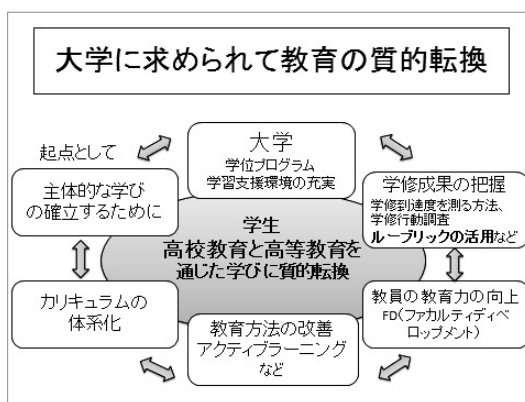 大学に求められて教育の質的転換
大学
学位プログラム
学習支援環境の充実
起点として
主体的な学び
の確立するために
学修成果の把握
学修到達度を測る方法、
学修行動調査
ルーブリックの活用など
学生
高校教育と高等教育を
通じた学びに質的転換
カリキュラムの
体系化
教育方法の改善
アクティブラーニング
など
教員の教育力の向上
FD(ファカルティディベ
ロップメント)